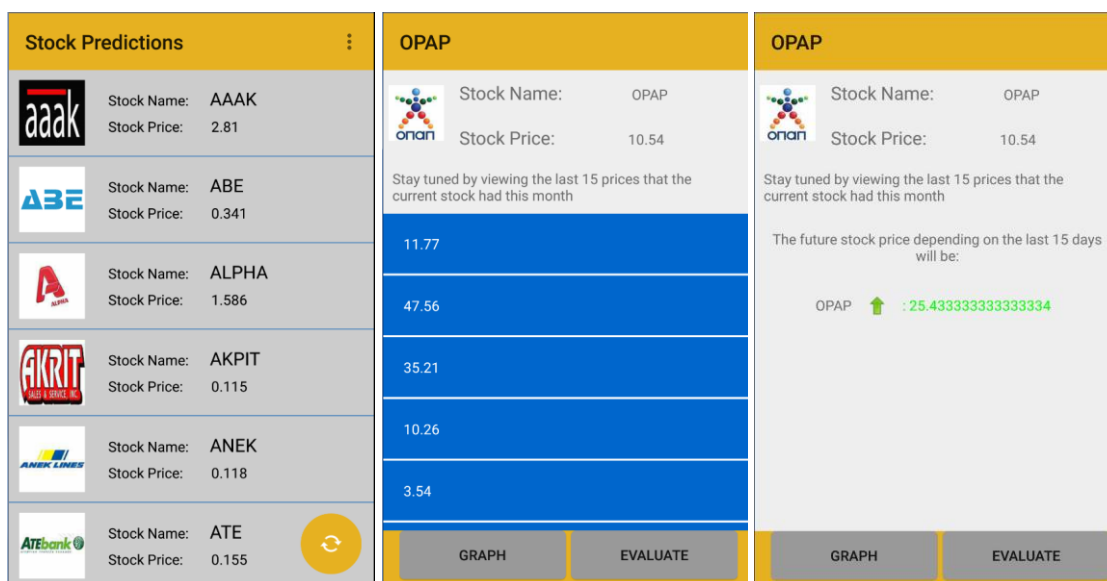 Stock Predictions
aaak
Stock Name: AAAK
Stock Price: 2.81
ABE
Stock Name: ABE
Stock Price: 0.341
ALPHA
Stock Name: ALPHA
Stock Price: 1.586
AKRIT
SALES & SERVICE, INC.
Stock Name: AKPIT
Stock Price: 0.115
ANEK LINES
Stock Name: ANEK
Stock Price: 0.118
ATEbank
Stock Name: ATE
Stock Price: 0.155
OPAP
οπαπ
Stock Name: OPAP
Stock Price: 10.54
Stay tuned by viewing the last 15 prices that the
current stock had this month
11.77
47.56
35.21
10.26
3.54
GRAPH EVALUATE
OPAP
οπαπ
Stock Name: OPAP
Stock Price: 10.54
Stay tuned by viewing the last 15 prices that the
current stock had this month
The future stock price depending on the last 15 days
will be:
OPAP : 25.433333333333334
GRAPH EVALUATE